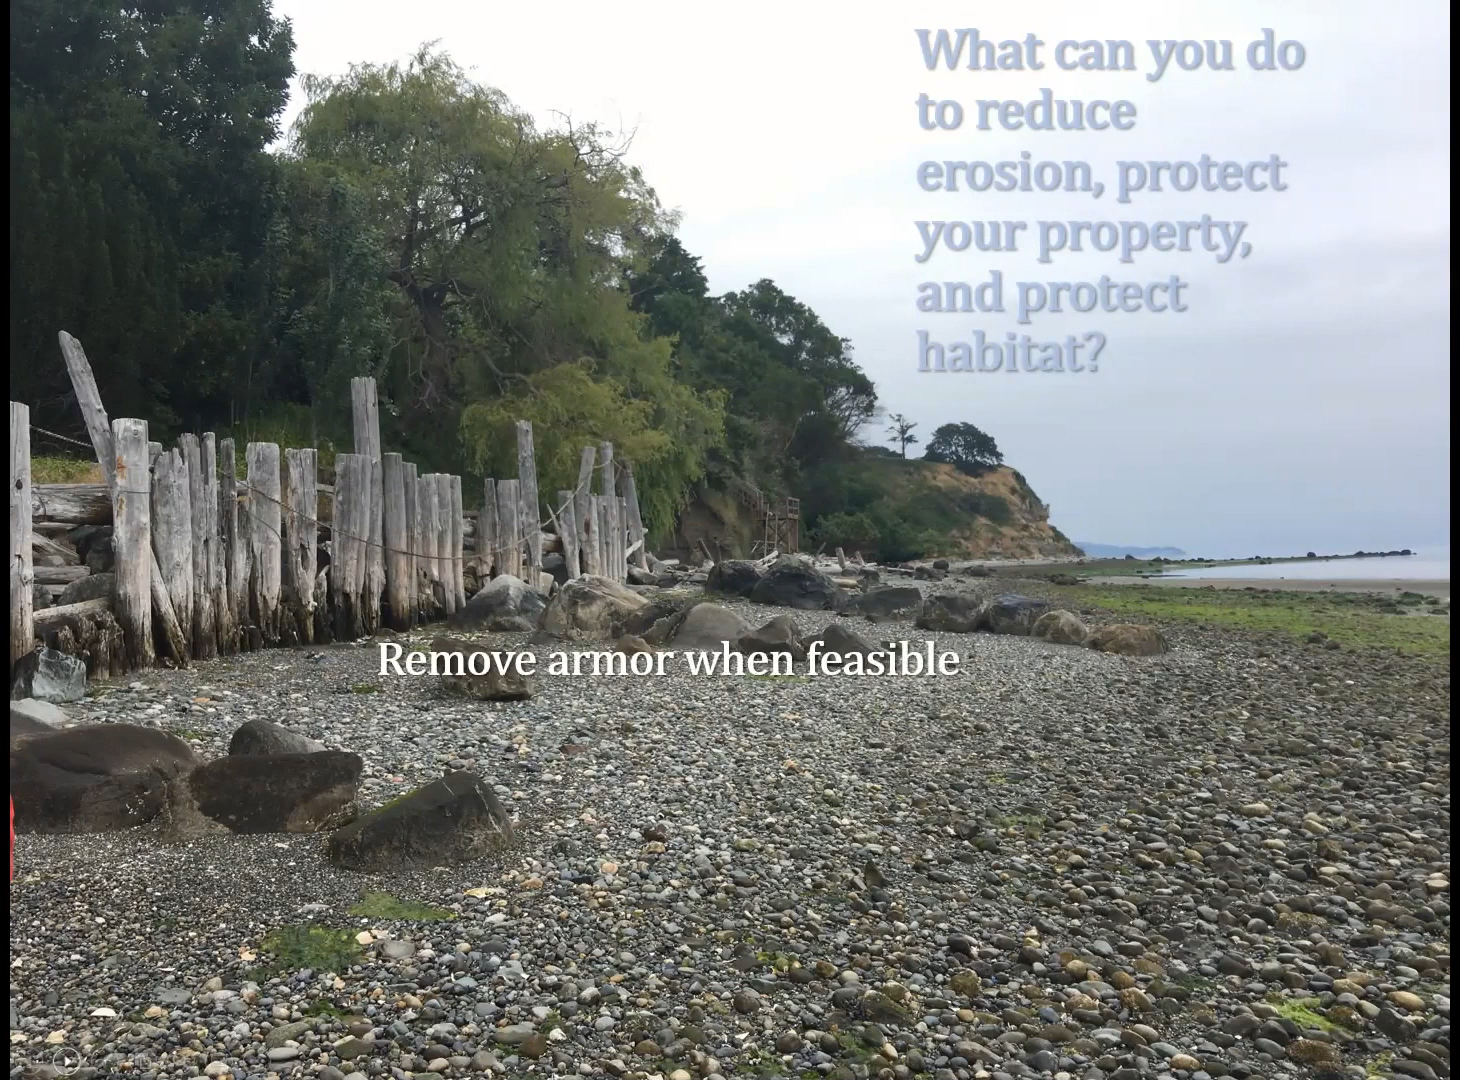 What can you do
to reduce
erosion, protect
your property,
and protect
habitat?
Remove armor when feasible